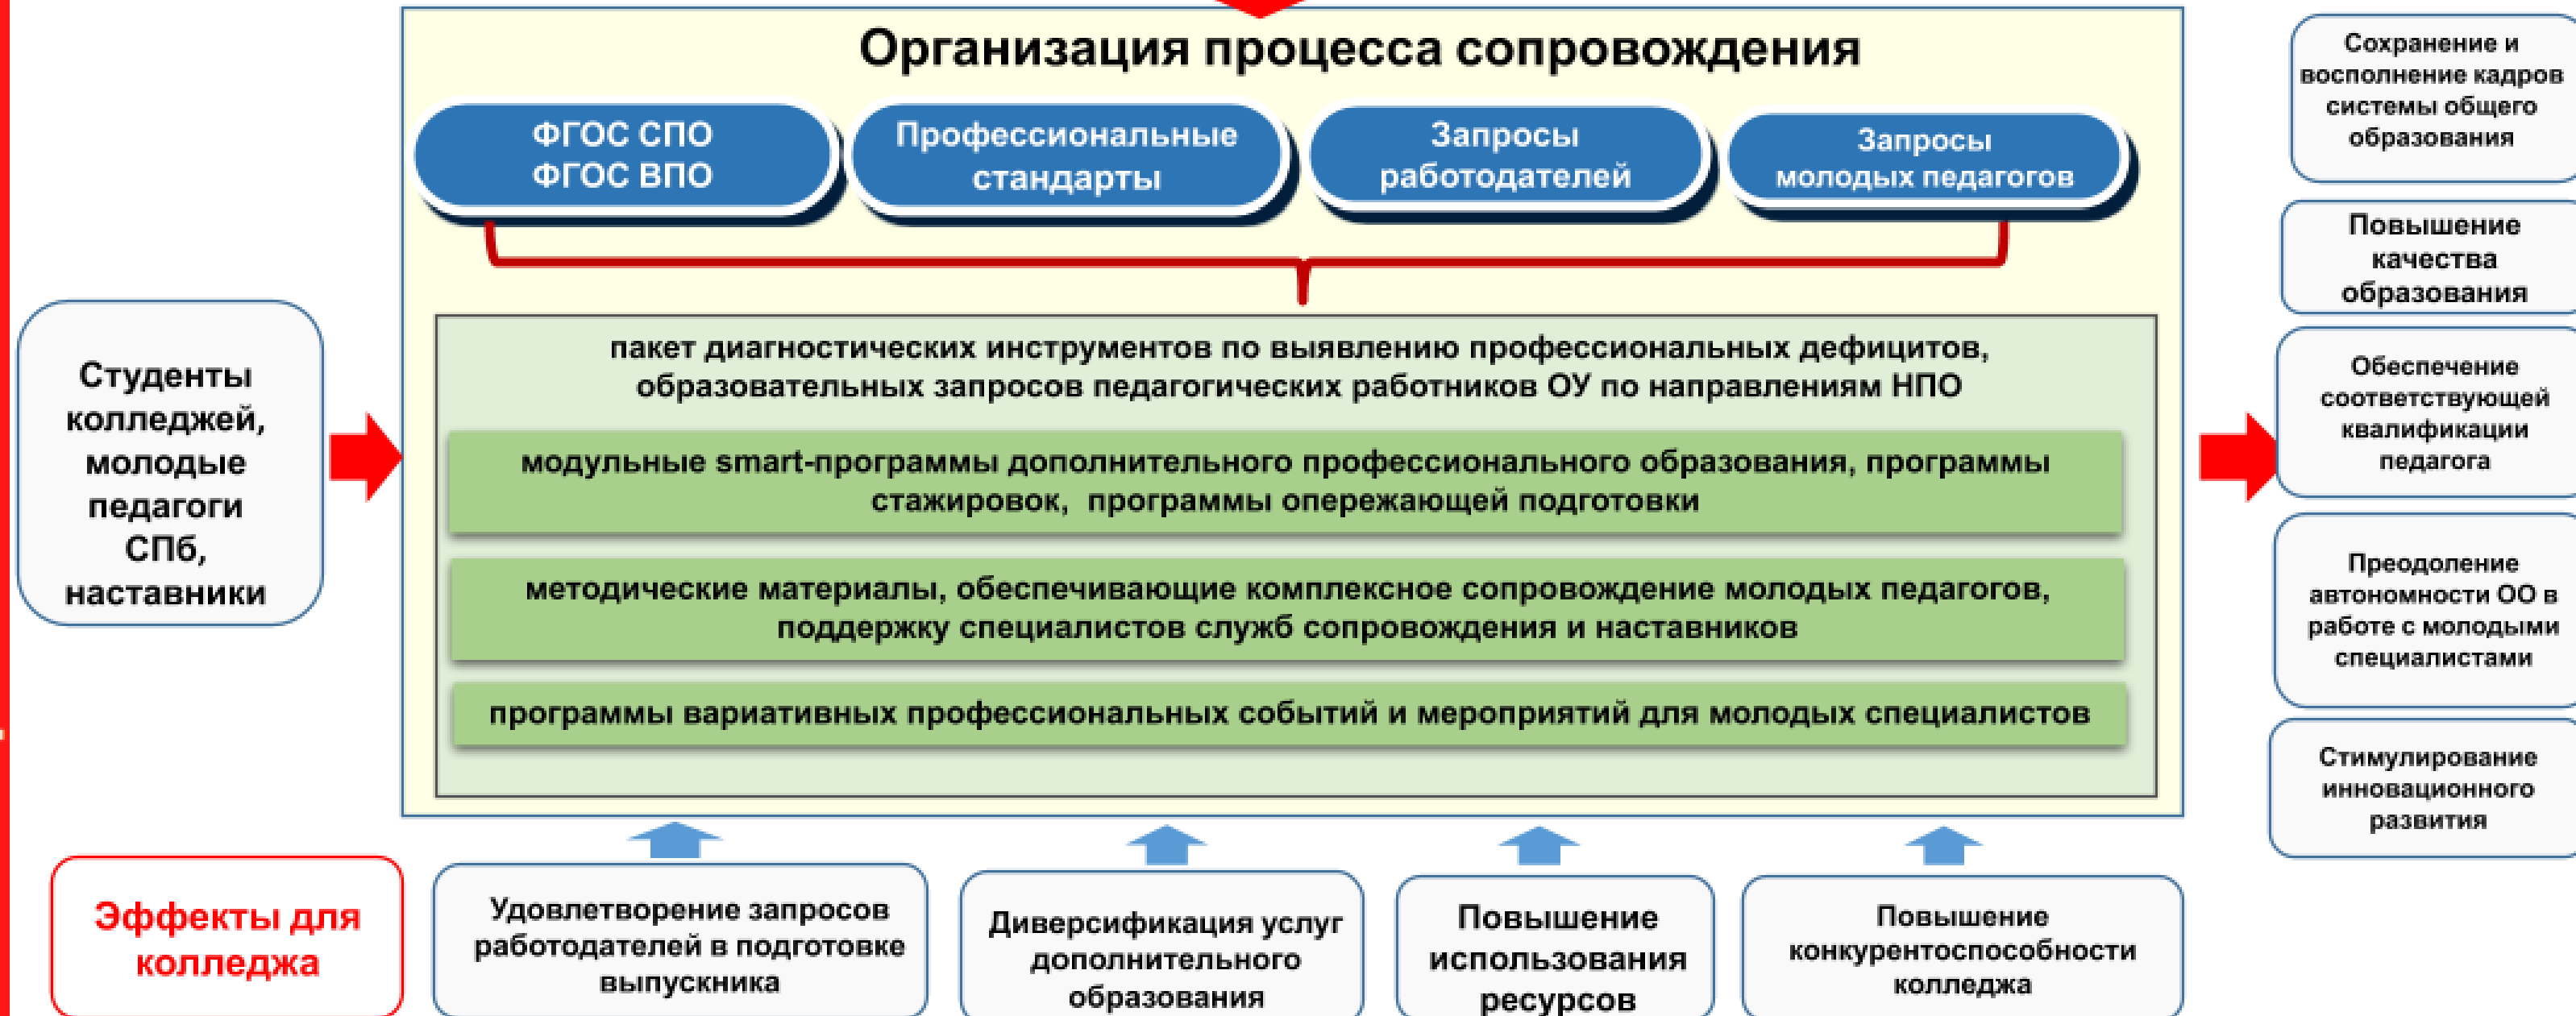 Организация процесса сопровождения
ФГОС СПО
ФГОС ВПО
Профессиональные
стандарты
Запросы
работодателей
Запросы
молодых педагогов
Студенты
колледжей,
молодые
педагоги
СПб,
наставники
пакет диагностических инструментов по выявлению профессиональных дефицитов,
образовательных запросов педагогических работников ОУ по направлениям НПО
модульные smart-программы дополнительного профессионального образования, программы
стажировок, программы опережающей подготовки
методические материалы, обеспечивающие комплексное сопровождение молодых педагогов,
поддержку специалистов служб сопровождения и наставников
программы вариативных профессиональных событий и мероприятий для молодых специалистов
Сохранение и
восполнение кадров
системы общего
образования
Повышение
качества
образования
Обеспечение
соответствующей
квалификации
педагога
Преодоление
автономности ОО в
работе с молодыми
специалистами
Стимулирование
инновационного
развития
Эффекты для
колледжа
Удовлетворение запросов
работодателей в подготовке
выпускника
Диверсификация услуг
дополнительного
образования
Повышение
использования
ресурсов
Повышение
конкурентоспособности
колледжа